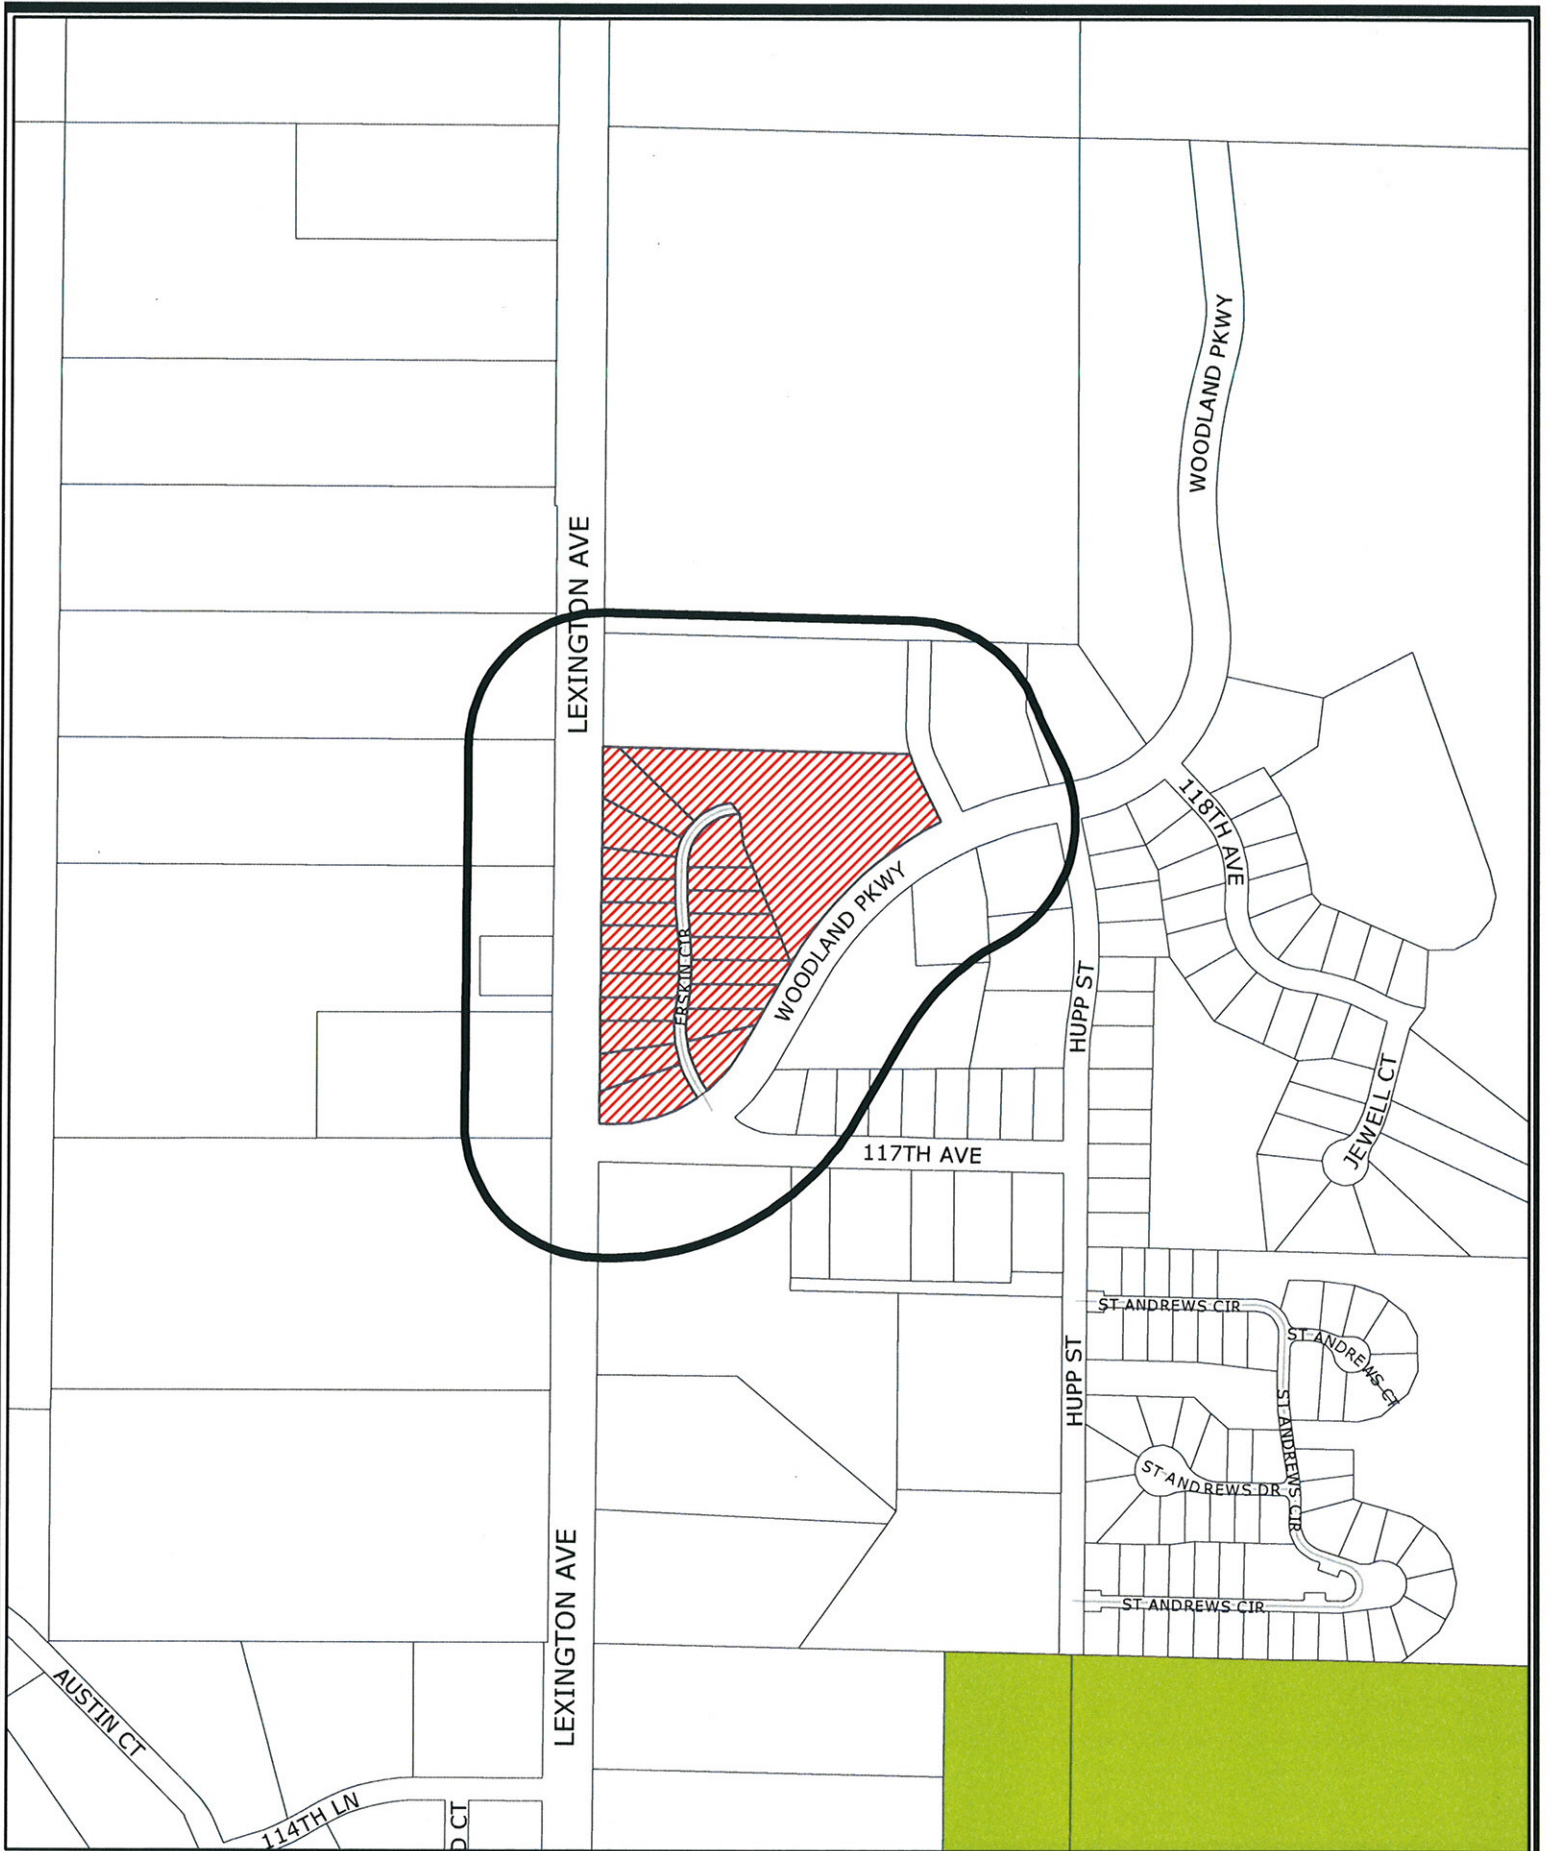 WOODLAND PKWY
LEXINGTON AVE
118TH AVE
WOODLAND PKWY
ERSKIN CIR
HUPP ST
JEWELL CT
117TH AVE
ST ANDREWS CIR
ST ANDREWS CT
HUPP ST
ST ANDREWS CIR
ST ANDREWS DR
LEXINGTON AVE
ST ANDREWS CIR
AUSTIN CT
114TH LN
D CT